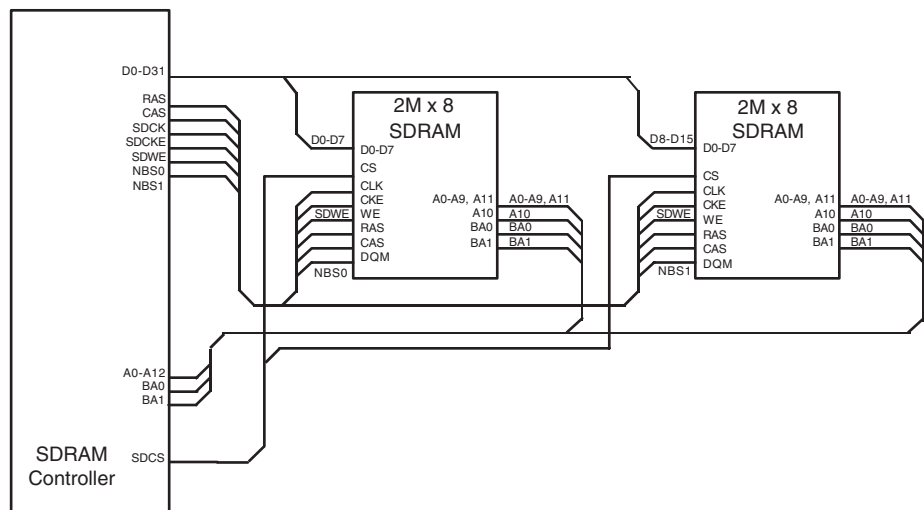 D0-D31
RAS
CAS
SDCK
SDCKE
SDWE
NBS0
NBS1
A0-A12
BA0
BA1
SDCS
SDRAM
Controller
2M x 8
SDRAM
D0-D7
D0-D7
CS
CLK
CKE
SDWE
WE
RAS
CAS
DQM
NBS0
A0-A9, A11
A10
BA0
BA1
A0-A9, A11
A10
BA0
BA1
2M x 8
SDRAM
D8-D15
D0-D7
CS
CLK
CKE
SDWE
WE
RAS
CAS
DQM
NBS1
A0-A9, A11
A10
BA0
BA1
A0-A9, A11
A10
BA0
BA1